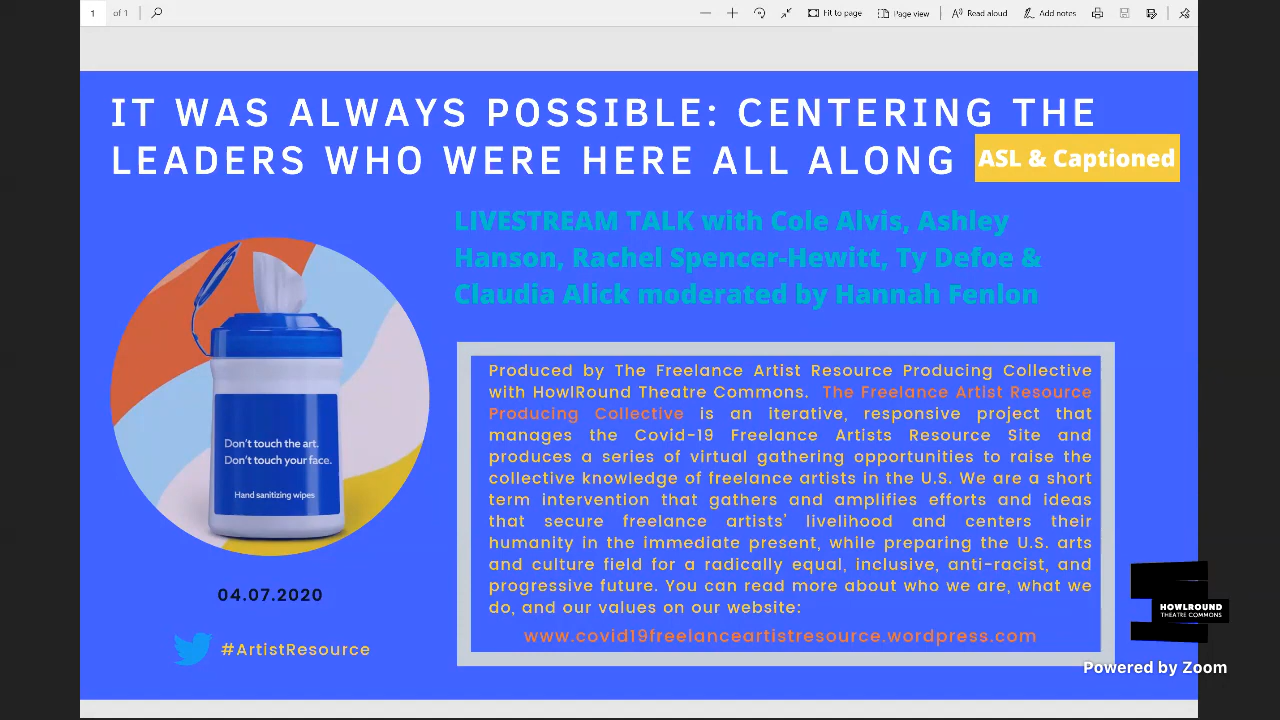 1 of 1 Fit to page Page view Read aloud Add notes
IT WAS ALWAYS POSSIBLE: CENTERING THE
LEADERS WHO WERE HERE ALL ALONG ASL & Captioned
LIVESTREAM TALK with Cole Alvis, Ashley
Hanson, Rachel Spencer-Hewitt, Ty Defoe &
Claudia Alick moderated by Hannah Fenlon
Don't touch the art.
Don't touch your face.
Hand sanitizing wipes
04.07.2020
#ArtistResource
Produced by The Freelance Artist Resource Producing Collective
with HowlRound Theatre Commons. The Freelance Artist Resource
Producing Collective is an iterative, responsive project that
manages the Covid-19 Freelance Artists Resource Site and
produces a series of virtual gathering opportunities to raise the
collective knowledge of freelance artists in the U.S. We are a short
term intervention that gathers and amplifies efforts and ideas
that secure freelance artists' livelihood and centers their
humanity in the immediate present, while preparing the U.S. arts
and culture field for a radically equal, inclusive, anti-racist, and
progressive future. You can read more about who we are, what we
do, and our values on our website:
www.covid19freelanceartistresource.wordpress.com
HOWLROUND
THEATRE COMMONS
Powered by Zoom